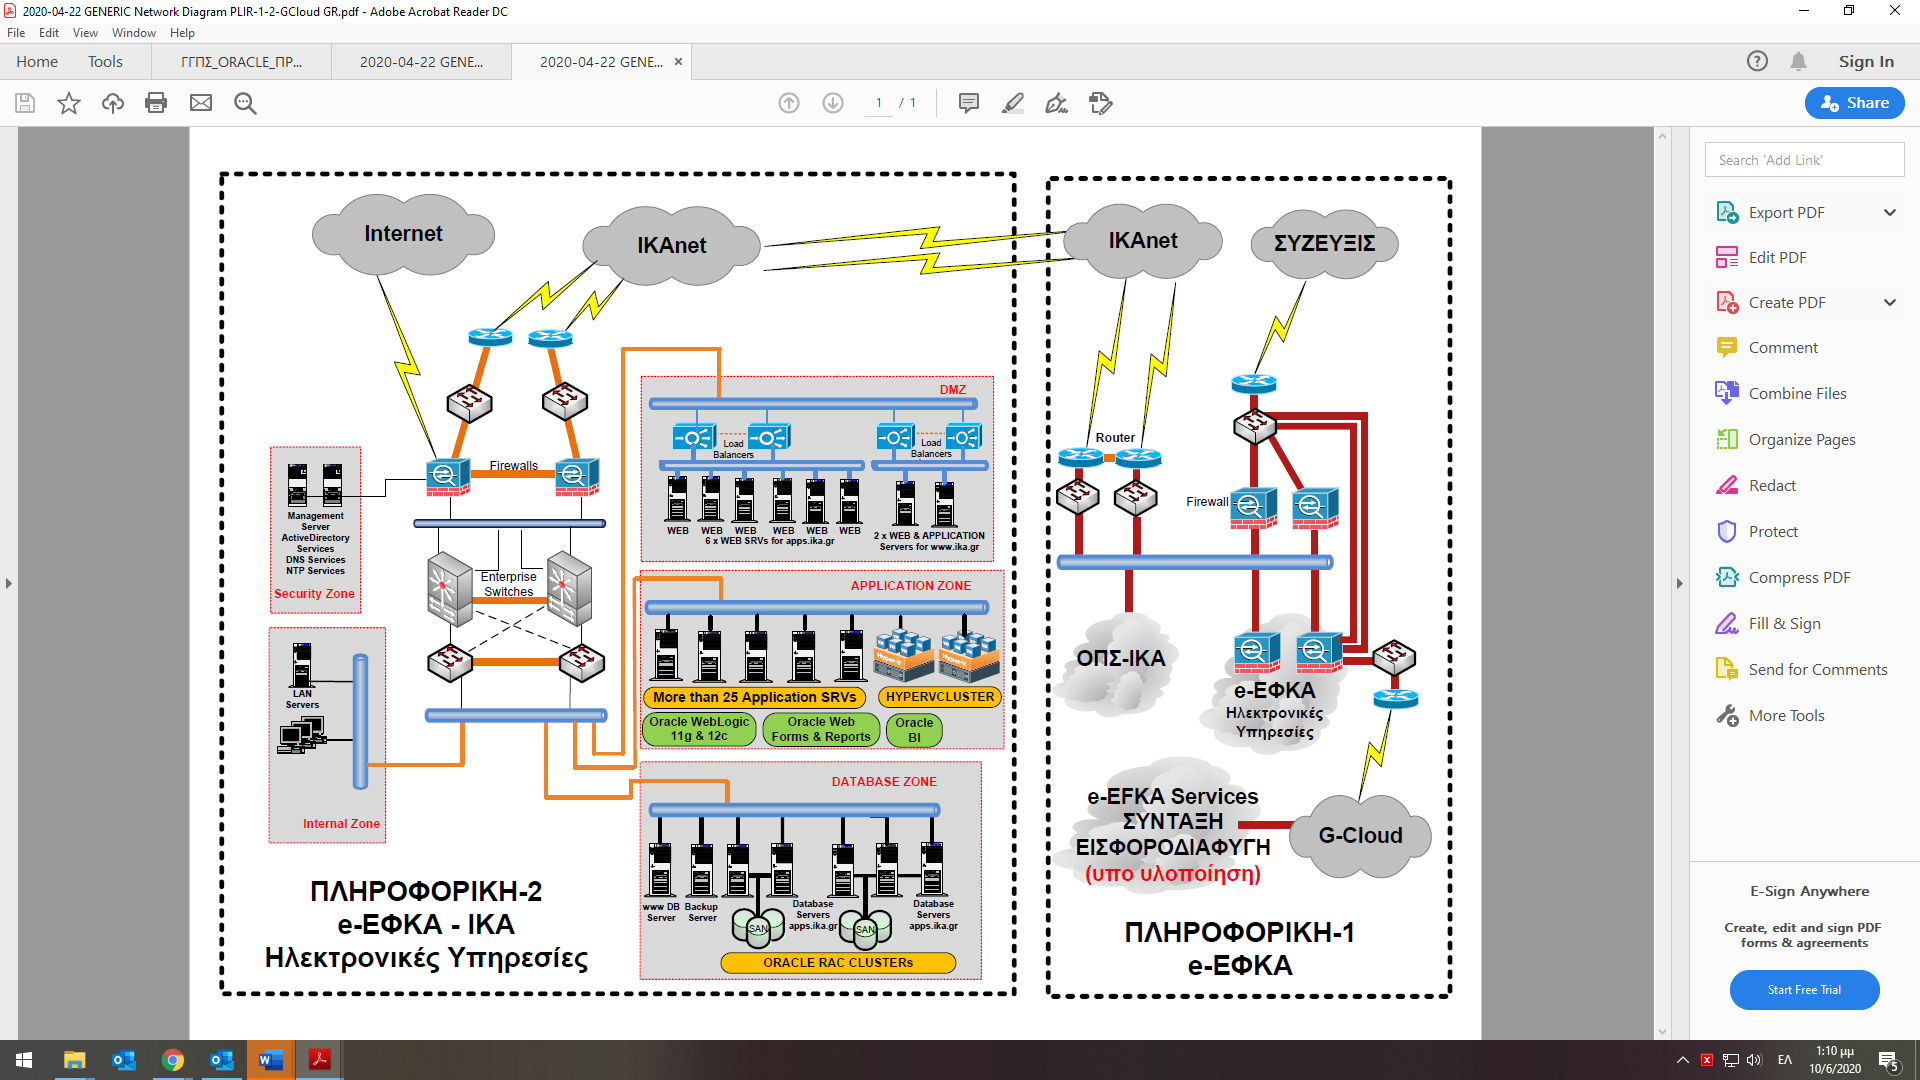 2020-04-22 GENERIC Network Diagram PLIR-1-2-GCloud GR.pdf - Adobe Acrobat Reader DC
File Edit View Window Help
Home Tools ΓΓΠΣ_ORACLE_ΠΡ... 2020-04-22 GENE... 2020-04-22 GENE... Sign In
1 / 1
Share
Internet
IKAnet
Firewalls
Management
Server
ActiveDirectory
Services
DNS Services
NTP Services
Security Zone
Enterprise
Switches
LAN
Servers
Internal Zone
DMZ
Load
Balancers
Load
Balancers
WEB WEB WEB WEB WEB WEB
6 x WEB SRVs for apps.ika.gr
2 x WEB & APPLICATION
Servers for www.ika.gr
APPLICATION ZONE
Hyper-V
Hyper-V
More than 25 Application SRVs
HYPERVCLUSTER
Oracle WebLogic
11g & 12c
Oracle Web
Forms & Reports
Oracle
BI
DATABASE ZONE
www DB
Server
Backup
Server
SAN
Database
Servers
apps.ika.gr
SAN
Database
Servers
apps.ika.gr
ORACLE RAC CLUSTERs
ΠΛΗΡΟΦΟΡΙΚΗ-2
e-ΕΦΚΑ - ΙΚΑ
Ηλεκτρονικές Υπηρεσίες
IKAnet
ΣΥΖΕΥΞΙΣ
Router
Firewall
ΟΠΣ-ΙΚΑ
e-ΕΦΚΑ
Ηλεκτρονικές
Υπηρεσίες
e-EFKA Services
ΣΥΝΤΑΞΗ
ΕΙΣΦΟΡΟΔΙΑΦΥΓΗ
(υπο υλοποίηση)
G-Cloud
ΠΛΗΡΟΦΟΡΙΚΗ-1
e-ΕΦΚΑ
Search 'Add Link'
Export PDF
Edit PDF
Create PDF
Comment
Combine Files
Organize Pages
Redact
Protect
Compress PDF
Fill & Sign
Send for Comments
More Tools
E-Sign Anywhere
Create, edit and sign PDF
forms & agreements
Start Free Trial
ΕΛ
1:10 μμ
10/6/2020
5